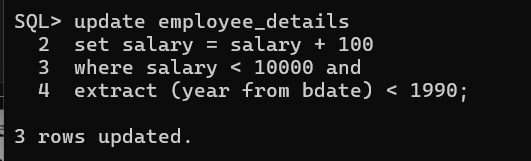 SQL> update employee_details
  2  set salary = salary + 100
  3  where salary < 10000 and
  4  extract (year from bdate) < 1990;

3 rows updated.